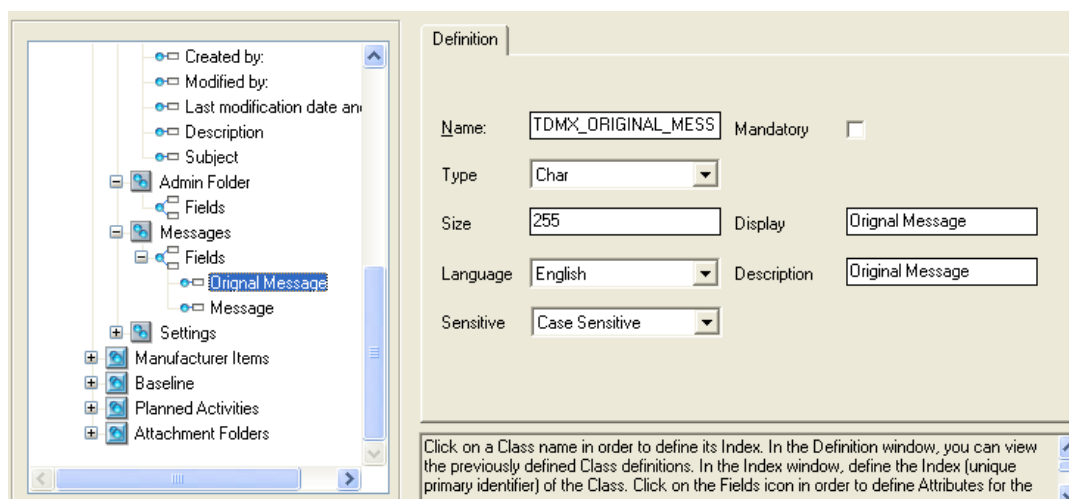 Created by:
Modified by:
Last modification date an
Description
Subject
Admin Folder
Fields
Messages
Fields
Orignal Message
Message
Settings
Manufacturer Items
Baseline
Planned Activities
Attachment Folders
Definition
Name: TDMX_ORIGINAL_MESS Mandatory
Type Char
Size 255 Display Orignal Message
Language English Description Original Message
Sensitive Case Sensitive
Click on a Class name in order to define its Index. In the Definition window, you can view
the previously defined Class definitions. In the Index window, define the Index (unique
primary identifier) of the Class. Click on the Fields icon in order to define Attributes for the